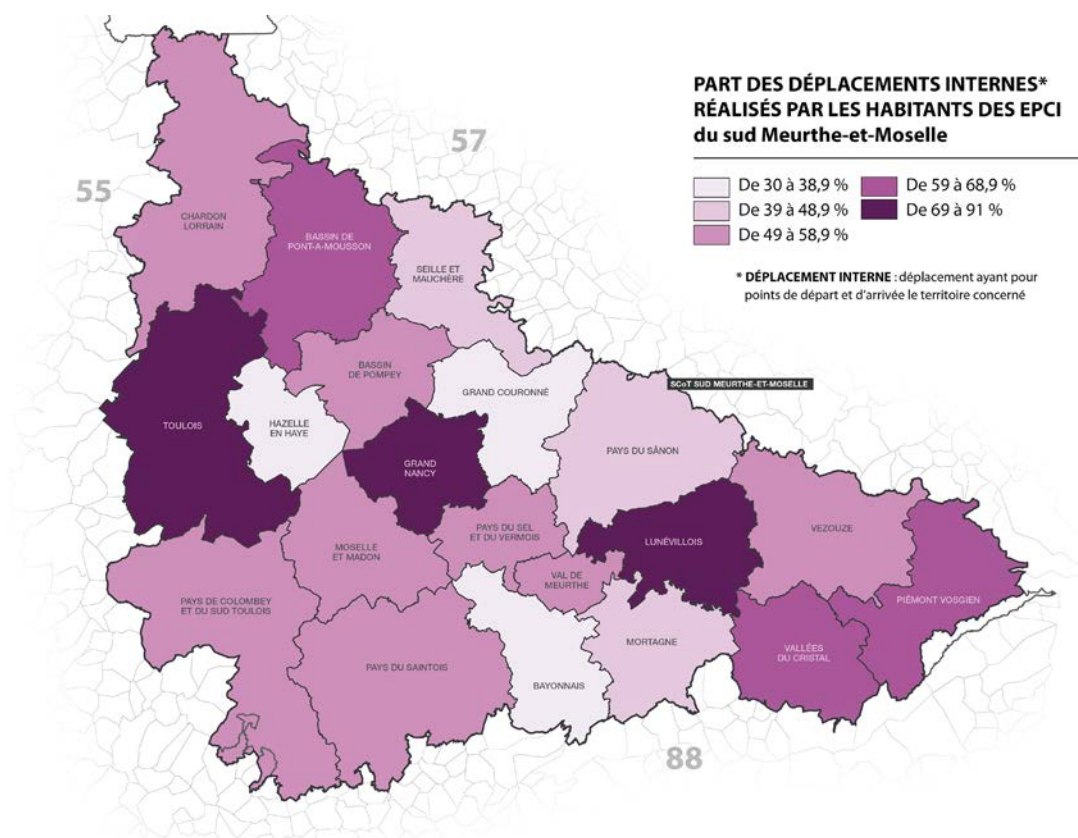 PART DES DÉPLACEMENTS INTERNES*
RÉALISÉS PAR LES HABITANTS DES EPCI
du sud Meurthe-et-Moselle
De 30 à 38,9 %
De 39 à 48,9 %
De 49 à 58,9 %
De 59 à 68,9 %
De 69 à 91 %
* DÉPLACEMENT INTERNE : déplacement ayant pour
points de départ et d'arrivée le territoire concerné
57
55
CHARDON
LORRAIN
BASSIN DE
PONT-A-MOUSSON
SEILLE ET
MAUCHÈRE
BASSIN
DE POMPEY
GRAND COURONNÉ
SCoT SUD MEURTHE-ET-MOSELLE
TOULOIS
HAZELLE
EN HAYE
GRAND
NANCY
PAYS DU SÂNON
PAYS DU SEL
ET DU VERMOIS
LUNÉVILLOIS
VEZOUZE
MOSELLE
ET MADON
VAL DE
MEURTHE
PAYS DE COLOMBEY
ET DU SUD TOULOIS
PIÉMONT VOSGIEN
PAYS DU SAINTOIS
MORTAGNE
VALLÉES
DU CRISTAL
BAYONNAIS
88